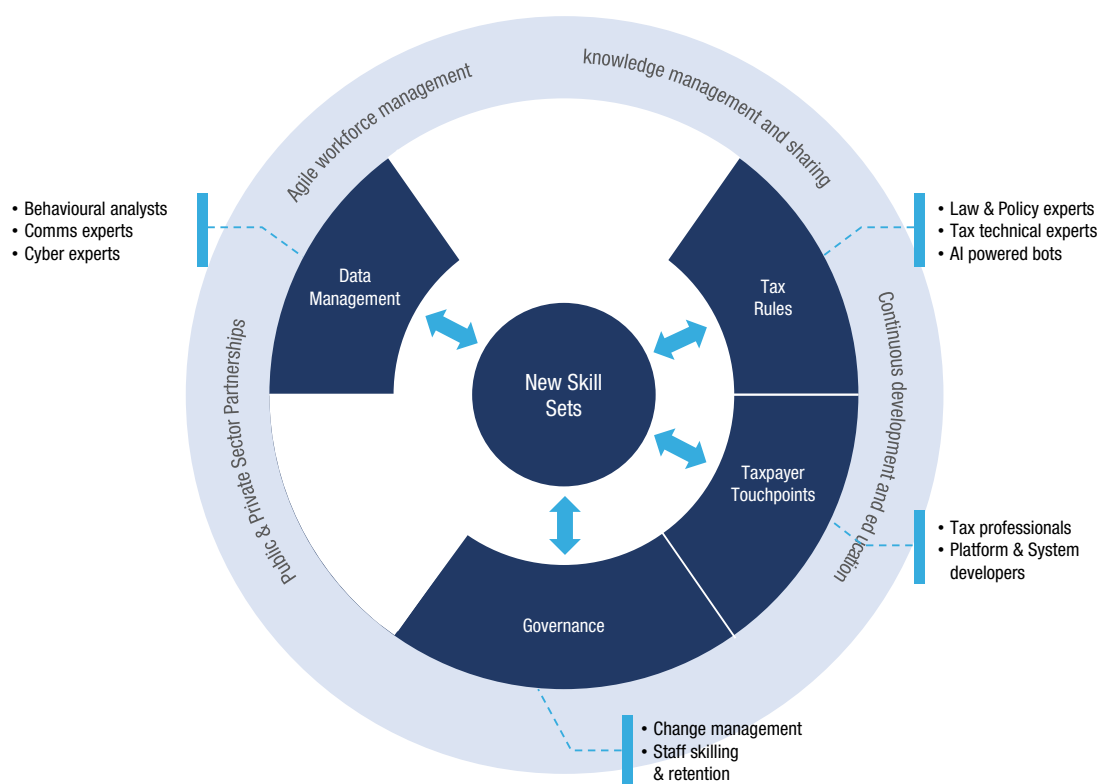 Agile workforce management
knowledge management and sharing
• Behavioural analysts
• Comms experts
• Cyber experts
• Law & Policy experts
• Tax technical experts
• AI powered bots
Data
Management
Tax
Rules
Public & Private Sector Partnerships
New Skill
Sets
Continuous development and ed ucation
Taxpayer
Touchpoints
• Tax professionals
• Platform & System
developers
Governance
• Change management
• Staff skilling
& retention